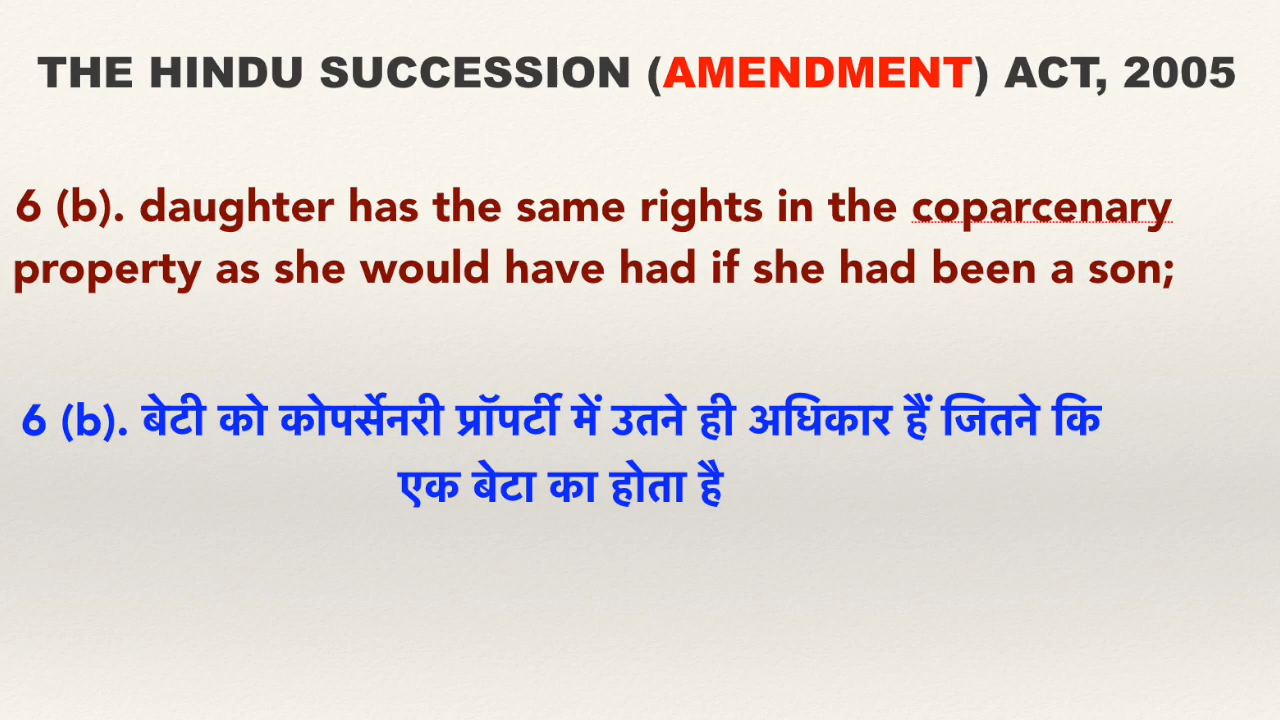 THE HINDU SUCCESSION (AMENDMENT) ACT, 2005
6 (b). daughter has the same rights in the coparcenary
property as she would have had if she had been a son;
6 (b). बेटी को कोपर्सेनरी प्रॉपर्टी में उतने ही अधिकार हैं जितने कि
एक बेटा का होता है